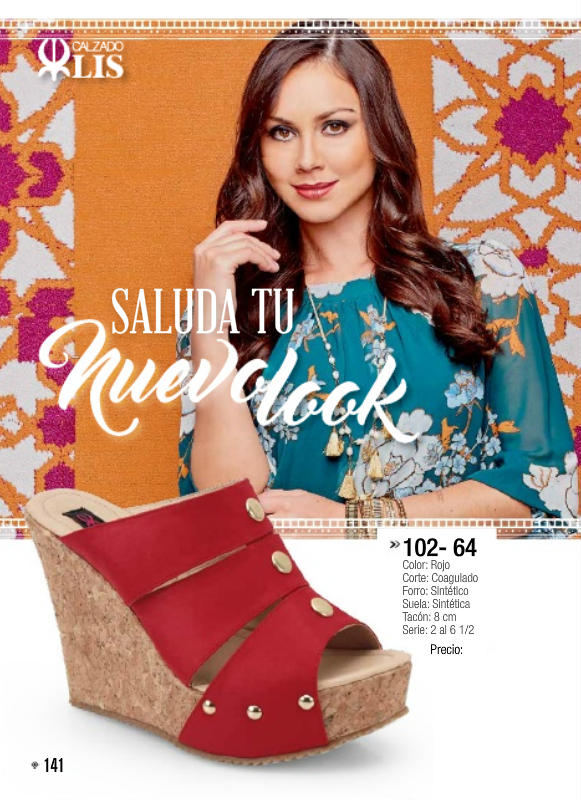 CALZADO
LIS
SALUDA TU
Nuevo look
102- 64
Color: Rojo
Corte: Coagulado
Forro: Sintético
Suela: Sintética
Tacón: 8 cm
Serie: 2 al 6 1/2
Precio:
141